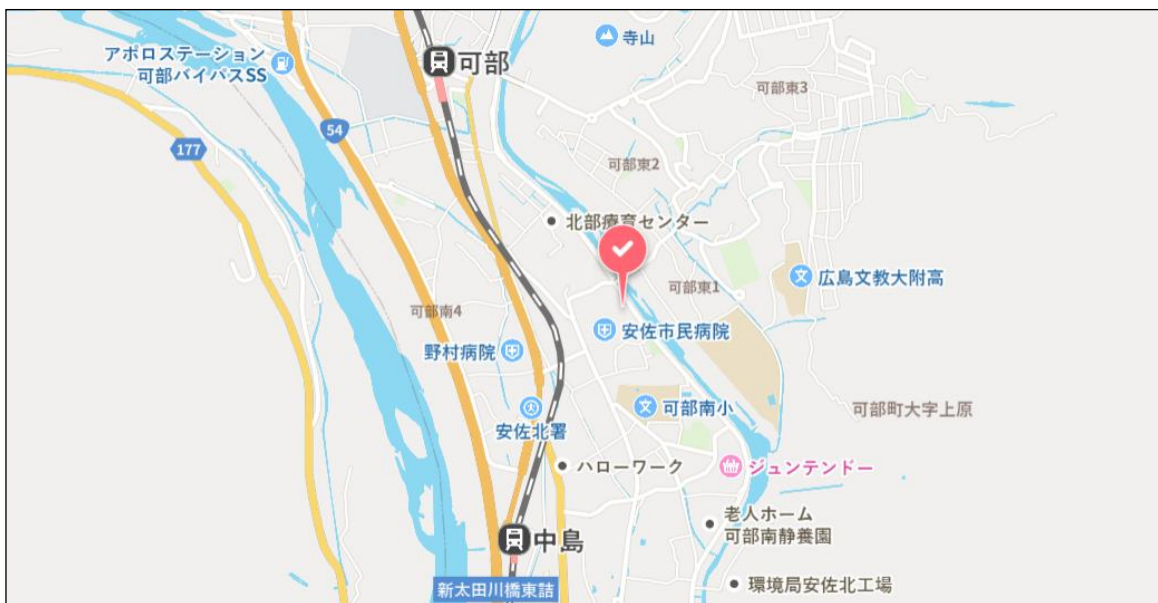 アポロステーション
可部バイパスSS
可部
寺山
可部東3
54
177
可部東2
北部療育センター
広島文教大附高
可部東1
可部南4
安佐市民病院
野村病院
可部南小
可部町大字上原
安佐北署
ハローワーク
ジュンテンドー
老人ホーム
可部南静養園
中島
新太田川橋東詰
環境局安佐北工場